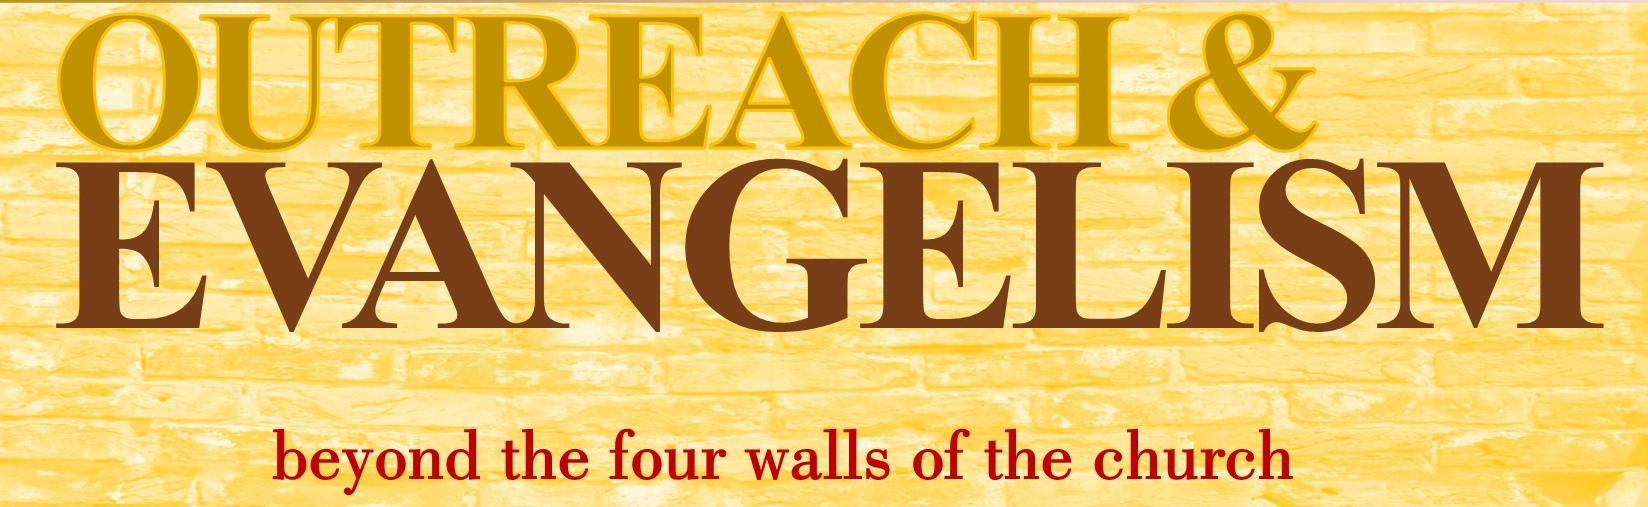 OUTREACH &
EVANGELISM
beyond the four walls of the church